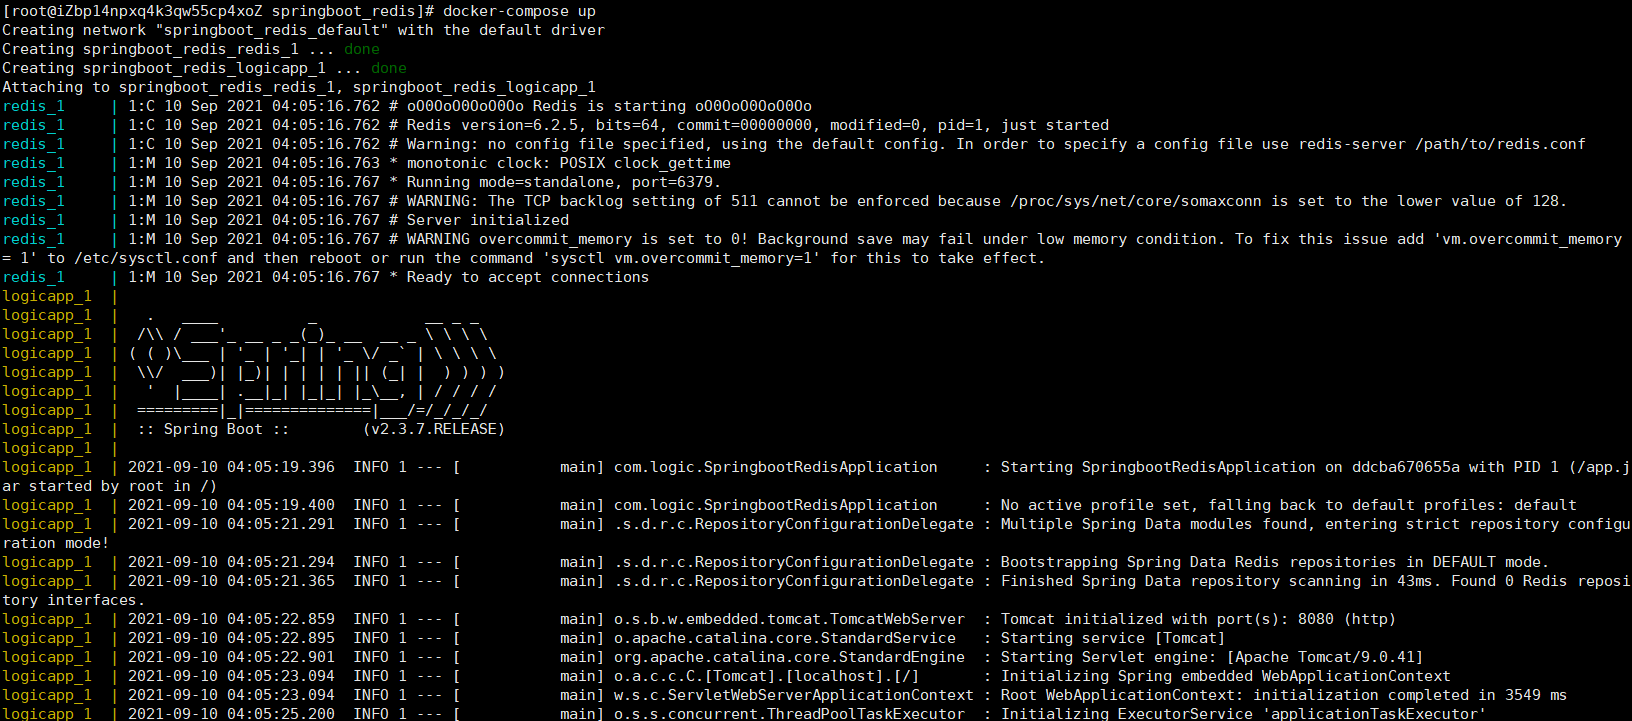 [root@iZbp14npxq4k3qw55cp4xoZ springboot_redis]# docker-compose up
Creating network "springboot_redis_default" with the default driver
Creating springboot_redis_redis_1 ... done
Creating springboot_redis_logicapp_1 ... done
Attaching to springboot_redis_redis_1, springboot_redis_logicapp_1
redis_1     | 1:C 10 Sep 2021 04:05:16.762 # oO0OoO0OoO0Oo Redis is starting oO0OoO0OoO0Oo
redis_1     | 1:C 10 Sep 2021 04:05:16.762 # Redis version=6.2.5, bits=64, commit=00000000, modified=0, pid=1, just started
redis_1     | 1:C 10 Sep 2021 04:05:16.762 # Warning: no config file specified, using the default config. In order to specify a config file use redis-server /path/to/redis.conf
redis_1     | 1:M 10 Sep 2021 04:05:16.763 * monotonic clock: POSIX clock_gettime
redis_1     | 1:M 10 Sep 2021 04:05:16.767 * Running mode=standalone, port=6379.
redis_1     | 1:M 10 Sep 2021 04:05:16.767 # WARNING: The TCP backlog setting of 511 cannot be enforced because /proc/sys/net/core/somaxconn is set to the lower value of 128.
redis_1     | 1:M 10 Sep 2021 04:05:16.767 # Server initialized
redis_1     | 1:M 10 Sep 2021 04:05:16.767 # WARNING overcommit_memory is set to 0! Background save may fail under low memory condition. To fix this issue add 'vm.overcommit_memory
= 1' to /etc/sysctl.conf and then reboot or run the command 'sysctl vm.overcommit_memory=1' for this to take effect.
redis_1     | 1:M 10 Sep 2021 04:05:16.767 * Ready to accept connections
logicapp_1  |
logicapp_1  |   .   ____          _            __ _ _
logicapp_1  |  /\\ / ___'_ __ _ _(_)_ __  __ _ \ \ \ \
logicapp_1  | ( ( )\___ | '_ | '_| | '_ \/ _` | \ \ \ \
logicapp_1  |  \\/  ___)| |_)| | | | | || (_| |  ) ) ) )
logicapp_1  |   '  |____| .__|_| |_|_| |_\__, | / / / /
logicapp_1  |  =========|_|==============|___/=/_/_/_/
logicapp_1  |  :: Spring Boot ::        (v2.3.7.RELEASE)
logicapp_1  |
logicapp_1  | 2021-09-10 04:05:19.396  INFO 1 --- [           main] com.logic.SpringbootRedisApplication     : Starting SpringbootRedisApplication on ddcba670655a with PID 1 (/app.j
ar started by root in /)
logicapp_1  | 2021-09-10 04:05:19.400  INFO 1 --- [           main] com.logic.SpringbootRedisApplication     : No active profile set, falling back to default profiles: default
logicapp_1  | 2021-09-10 04:05:21.291  INFO 1 --- [           main] .s.d.r.c.RepositoryConfigurationDelegate : Multiple Spring Data modules found, entering strict repository configu
ration mode!
logicapp_1  | 2021-09-10 04:05:21.294  INFO 1 --- [           main] .s.d.r.c.RepositoryConfigurationDelegate : Bootstrapping Spring Data Redis repositories in DEFAULT mode.
logicapp_1  | 2021-09-10 04:05:21.365  INFO 1 --- [           main] .s.d.r.c.RepositoryConfigurationDelegate : Finished Spring Data repository scanning in 43ms. Found 0 Redis reposi
tory interfaces.
logicapp_1  | 2021-09-10 04:05:22.859  INFO 1 --- [           main] o.s.b.w.embedded.tomcat.TomcatWebServer  : Tomcat initialized with port(s): 8080 (http)
logicapp_1  | 2021-09-10 04:05:22.895  INFO 1 --- [           main] o.apache.catalina.core.StandardService   : Starting service [Tomcat]
logicapp_1  | 2021-09-10 04:05:22.901  INFO 1 --- [           main] org.apache.catalina.core.StandardEngine  : Starting Servlet engine: [Apache Tomcat/9.0.41]
logicapp_1  | 2021-09-10 04:05:23.094  INFO 1 --- [           main] o.a.c.c.C.[Tomcat].[localhost].[/]       : Initializing Spring embedded WebApplicationContext
logicapp_1  | 2021-09-10 04:05:23.094  INFO 1 --- [           main] w.s.c.ServletWebServerApplicationContext : Root WebApplicationContext: initialization completed in 3549 ms
logicapp_1  | 2021-09-10 04:05:25.200  INFO 1 --- [           main] o.s.s.concurrent.ThreadPoolTaskExecutor  : Initializing ExecutorService 'applicationTaskExecutor'